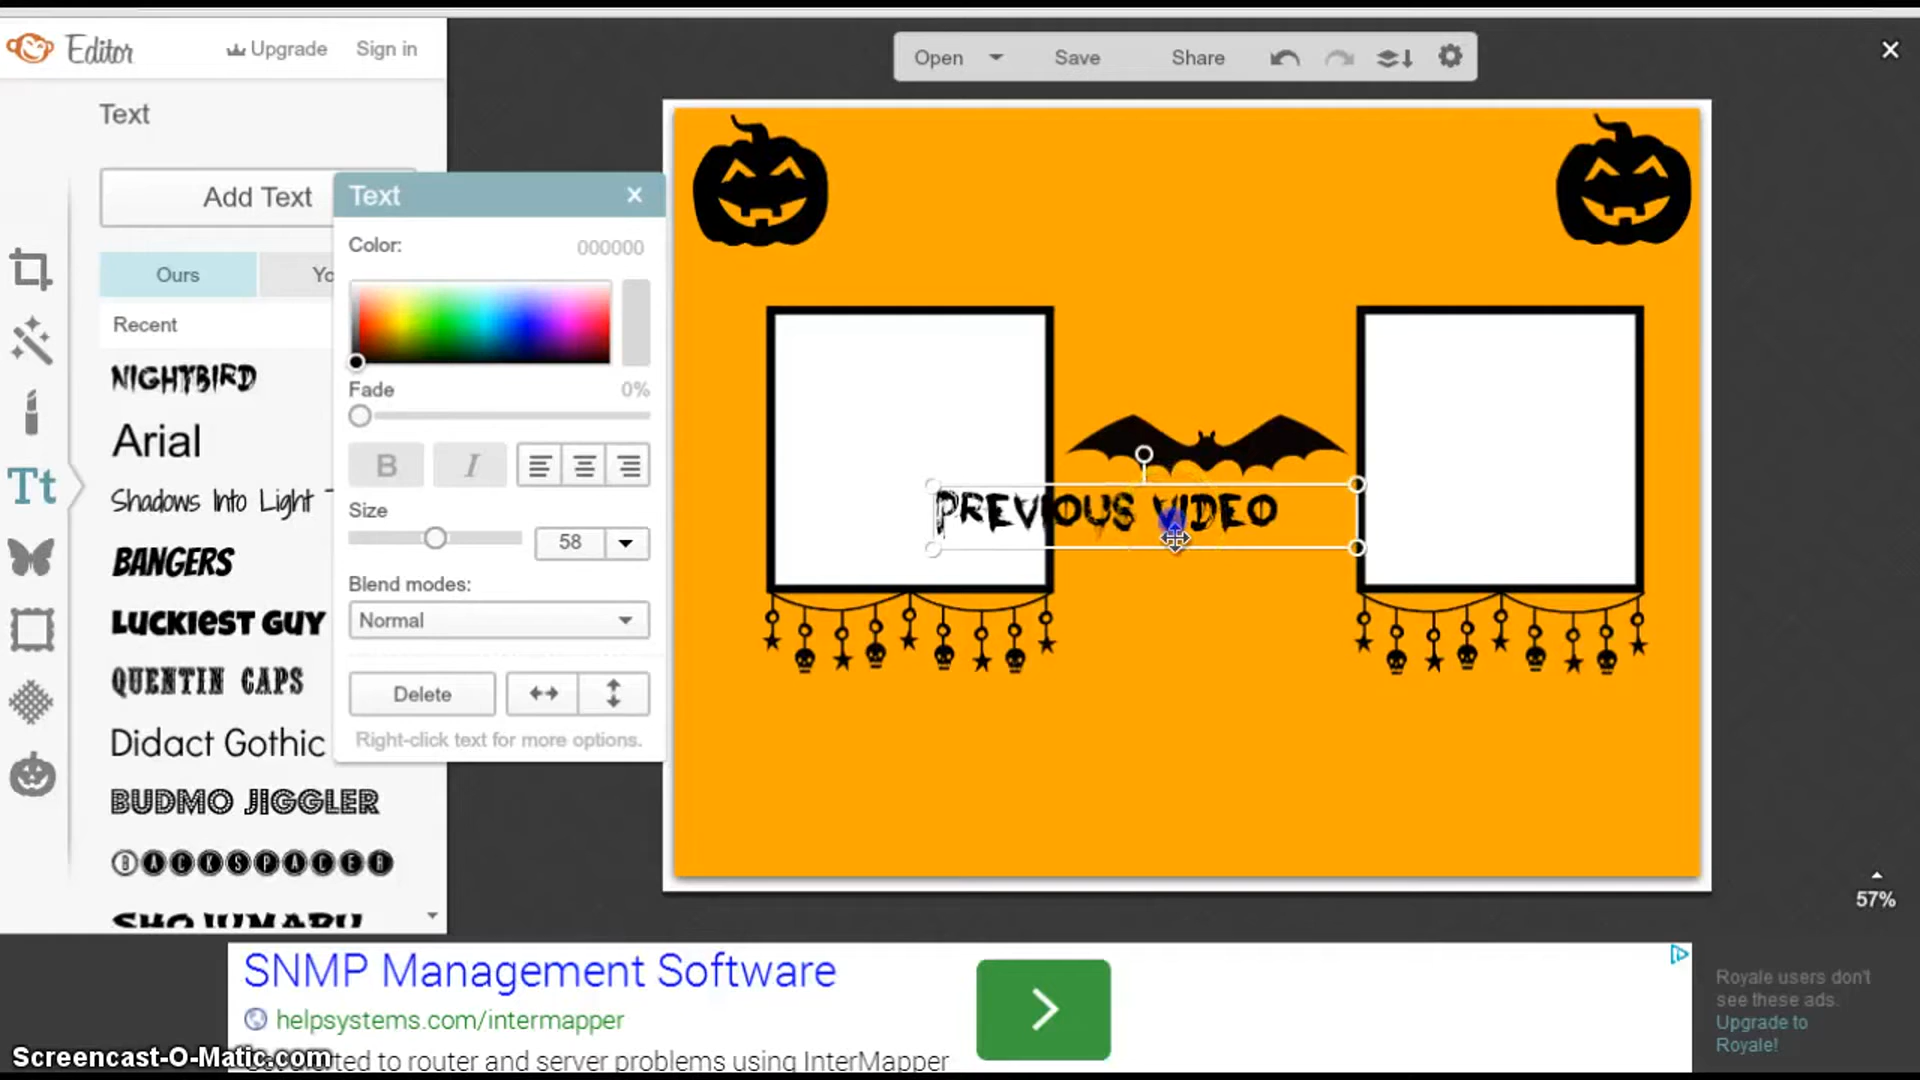 Editor
Upgrade
Sign in
Open
Save
Share
Text
Add Text
Text
Color:
000000
Ours
Yo
Recent
Fade
0%
NIGHTBIRD
Arial
B
I
Shadows Into Light
Size
58
PREVIOUS VIDEO
BANGERS
Blend modes:
Normal
LUCKIEST GUY
QUENTIN CAPS
Delete
Right-click text for more options.
Didact Gothic
BUDMO JIGGLER
BACKSPACER
SHOJUMARU
57%
SNMP Management Software
helpsystems.com/intermapper
Royale users don't
see these ads.
Upgrade to
Royale!
Screencast-O-Matic.com
to router and server problems using InterMapper